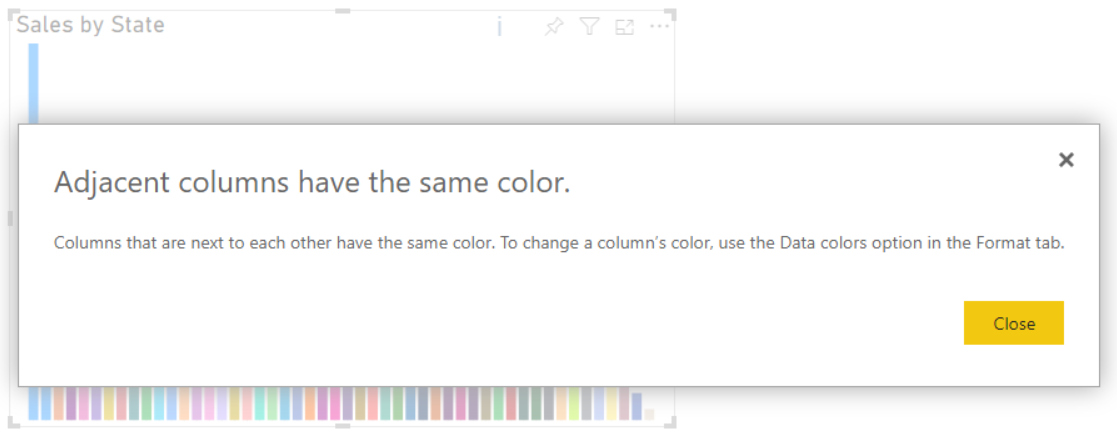 Sales by State
Adjacent columns have the same color.
Columns that are next to each other have the same color. To change a column’s color, use the Data colors option in the Format tab.
Close